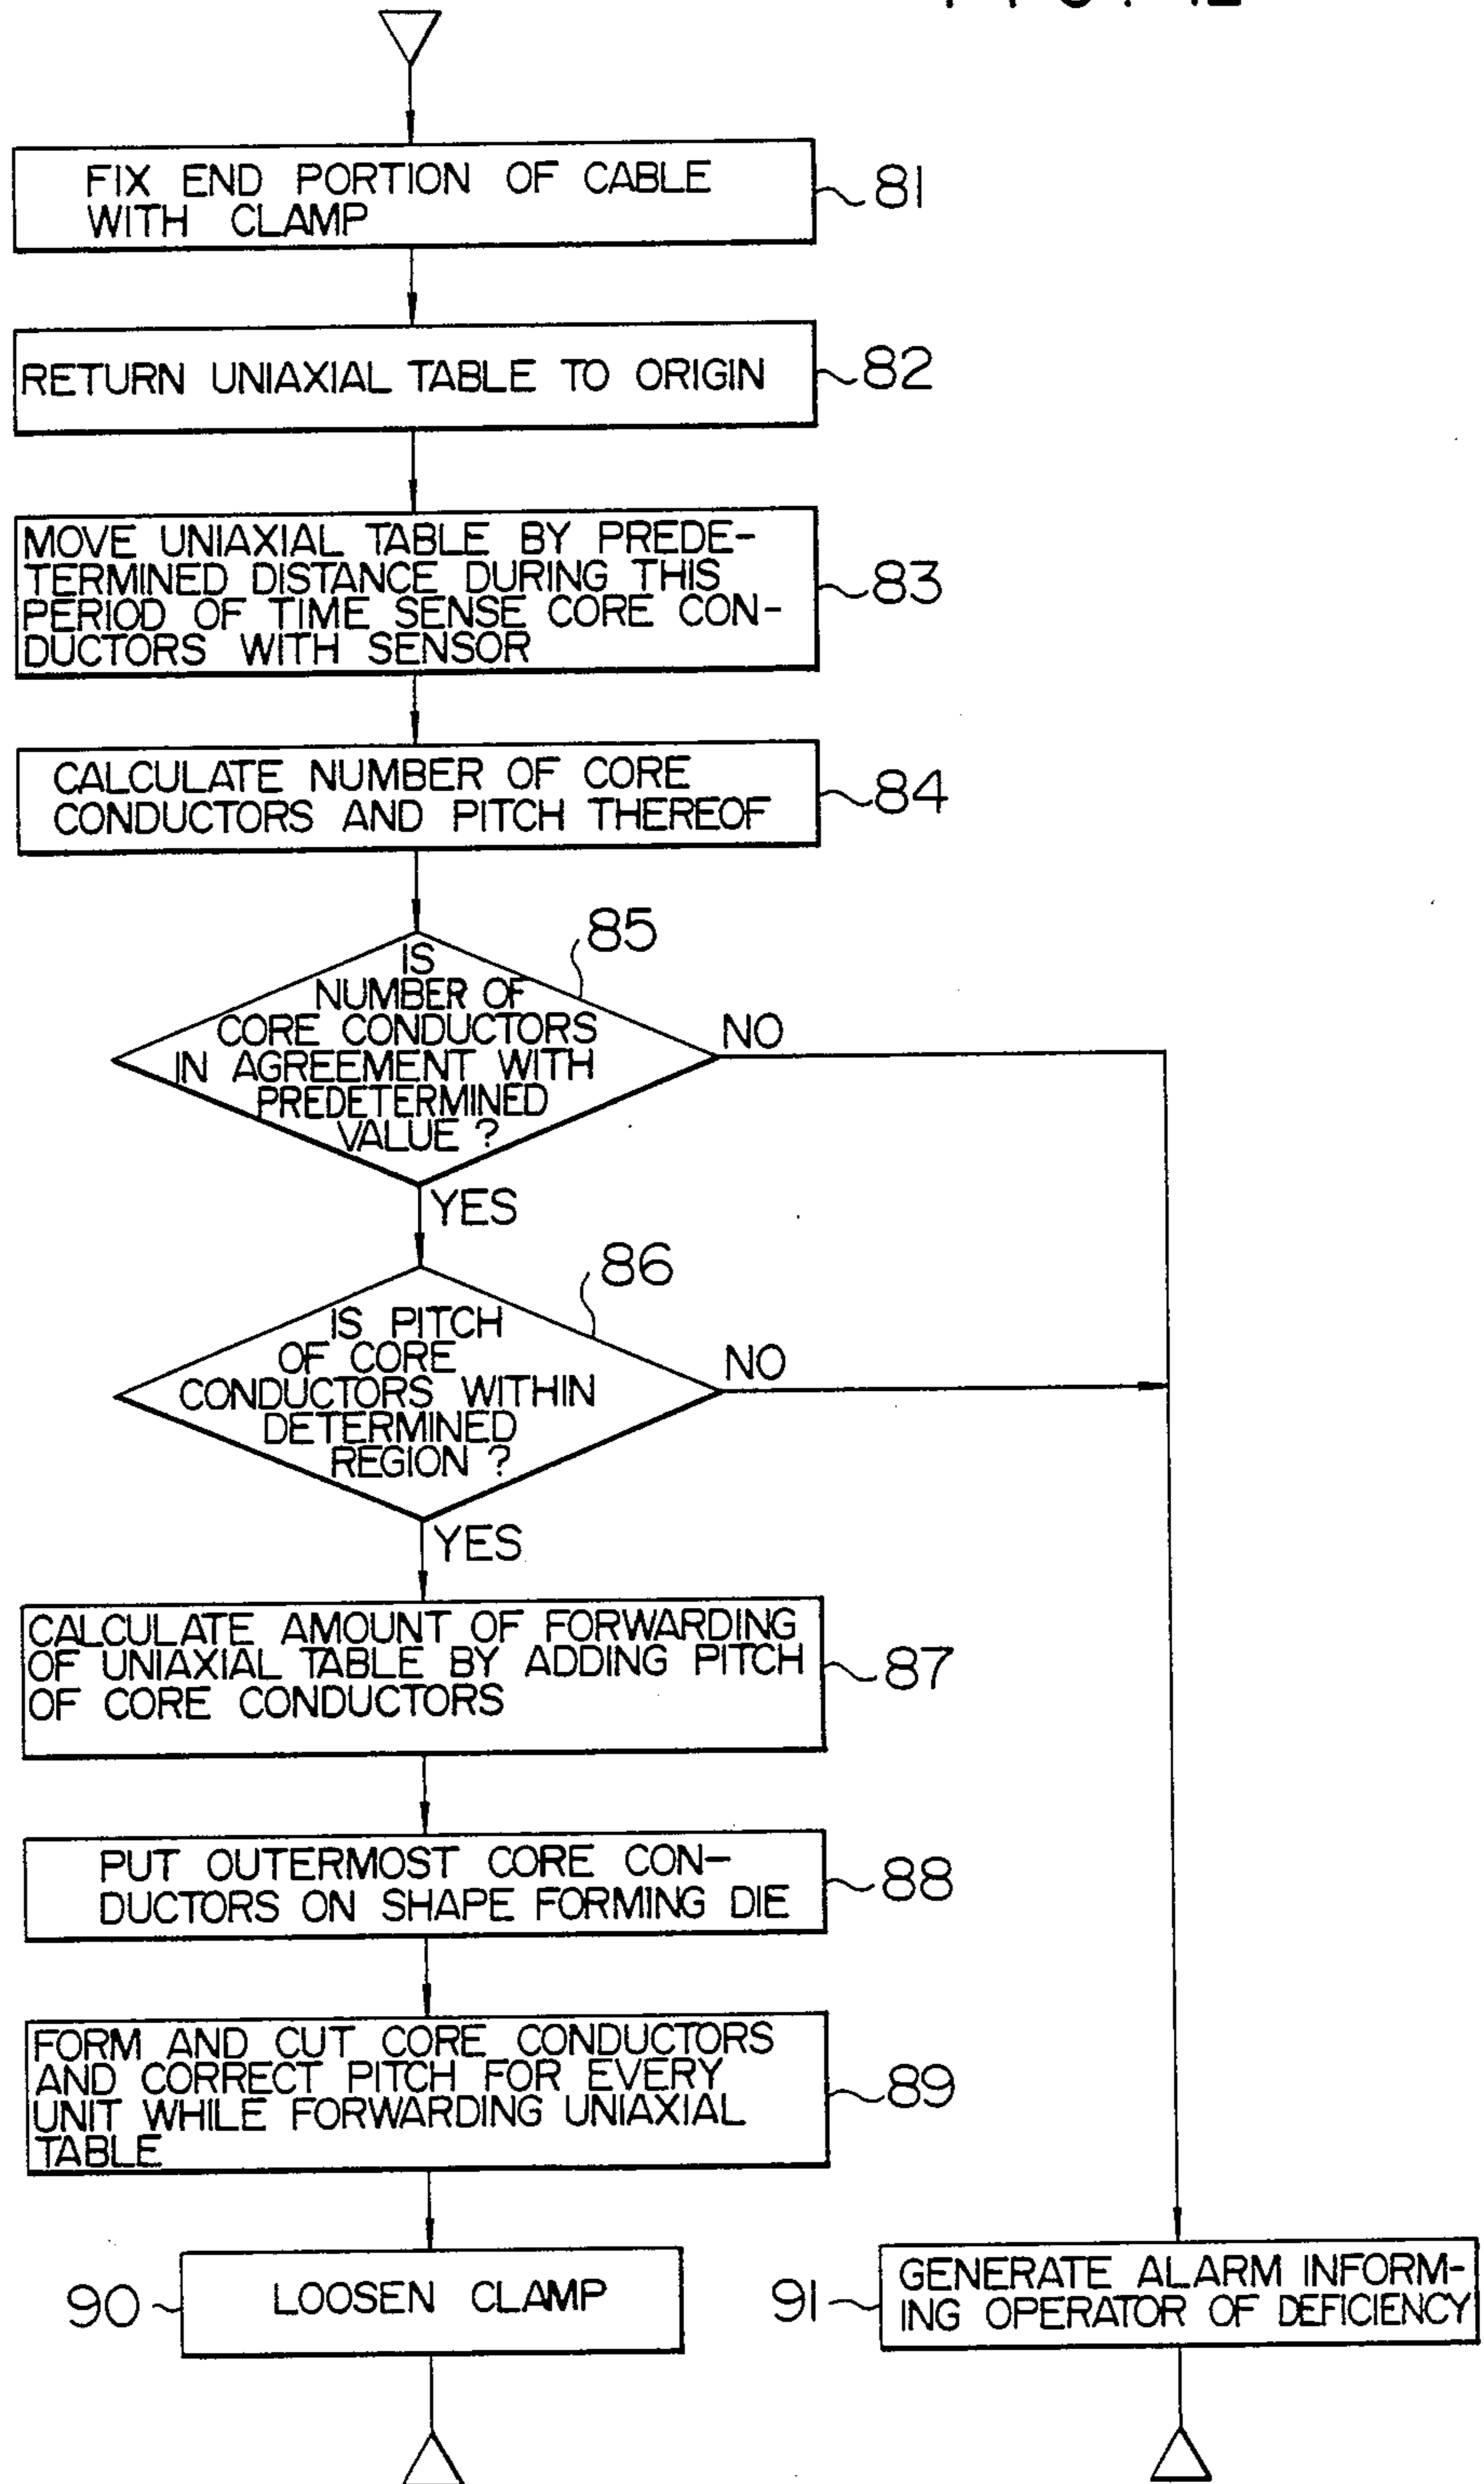 FIX END PORTION OF CABLE
WITH CLAMP
81
RETURN UNIAXIAL TABLE TO ORIGIN
82
MOVE UNIAXIAL TABLE BY PREDE-
TERMINED DISTANCE DURING THIS
PERIOD OF TIME SENSE CORE CON-
DUCTORS WITH SENSOR
83
CALCULATE NUMBER OF CORE
CONDUCTORS AND PITCH THEREOF
84
85
IS
NUMBER OF
CORE CONDUCTORS
IN AGREEMENT WITH
PREDETERMINED
VALUE ?
NO
YES
86
IS PITCH
OF CORE
CONDUCTORS WITHIN
DETERMINED
REGION ?
NO
YES
CALCULATE AMOUNT OF FORWARDING
OF UNIAXIAL TABLE BY ADDING PITCH
OF CORE CONDUCTORS
87
PUT OUTERMOST CORE CON-
DUCTORS ON SHAPE FORMING DIE
88
FORM AND CUT CORE CONDUCTORS
AND CORRECT PITCH FOR EVERY
UNIT WHILE FORWARDING UNIAXIAL
TABLE
89
90
LOOSEN CLAMP
91
GENERATE ALARM INFORM-
ING OPERATOR OF DEFICIENCY